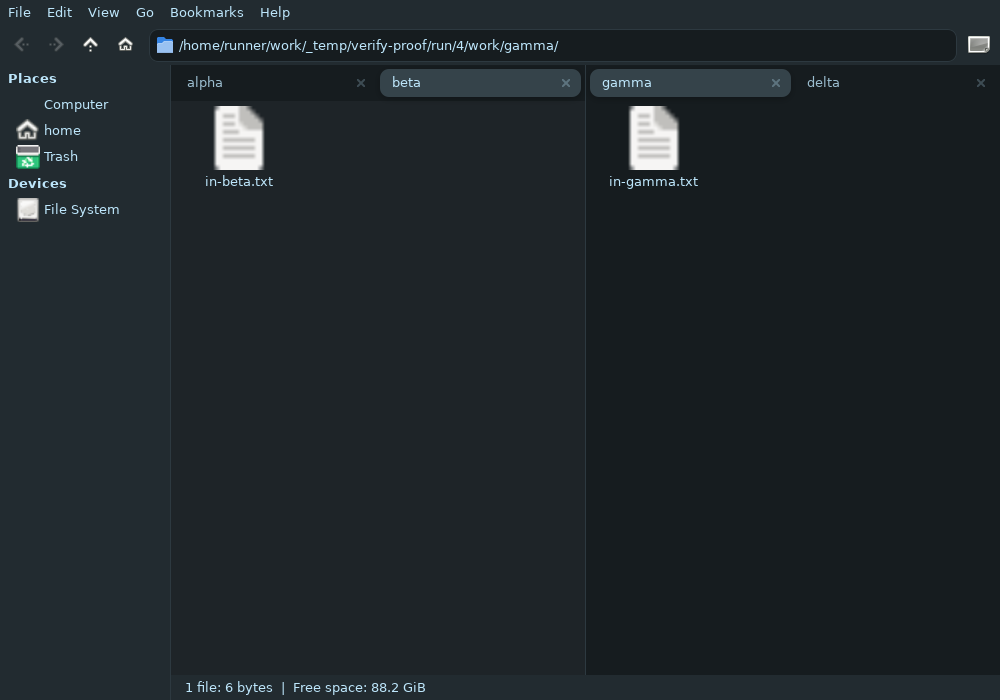 File Edit View Go Bookmarks Help
/home/runner/work/_temp/verify-proof/run/4/work/gamma/
Places
Computer
home
Trash
Devices
File System
alpha
beta
gamma
delta
in-beta.txt
in-gamma.txt
1 file: 6 bytes | Free space: 88.2 GiB